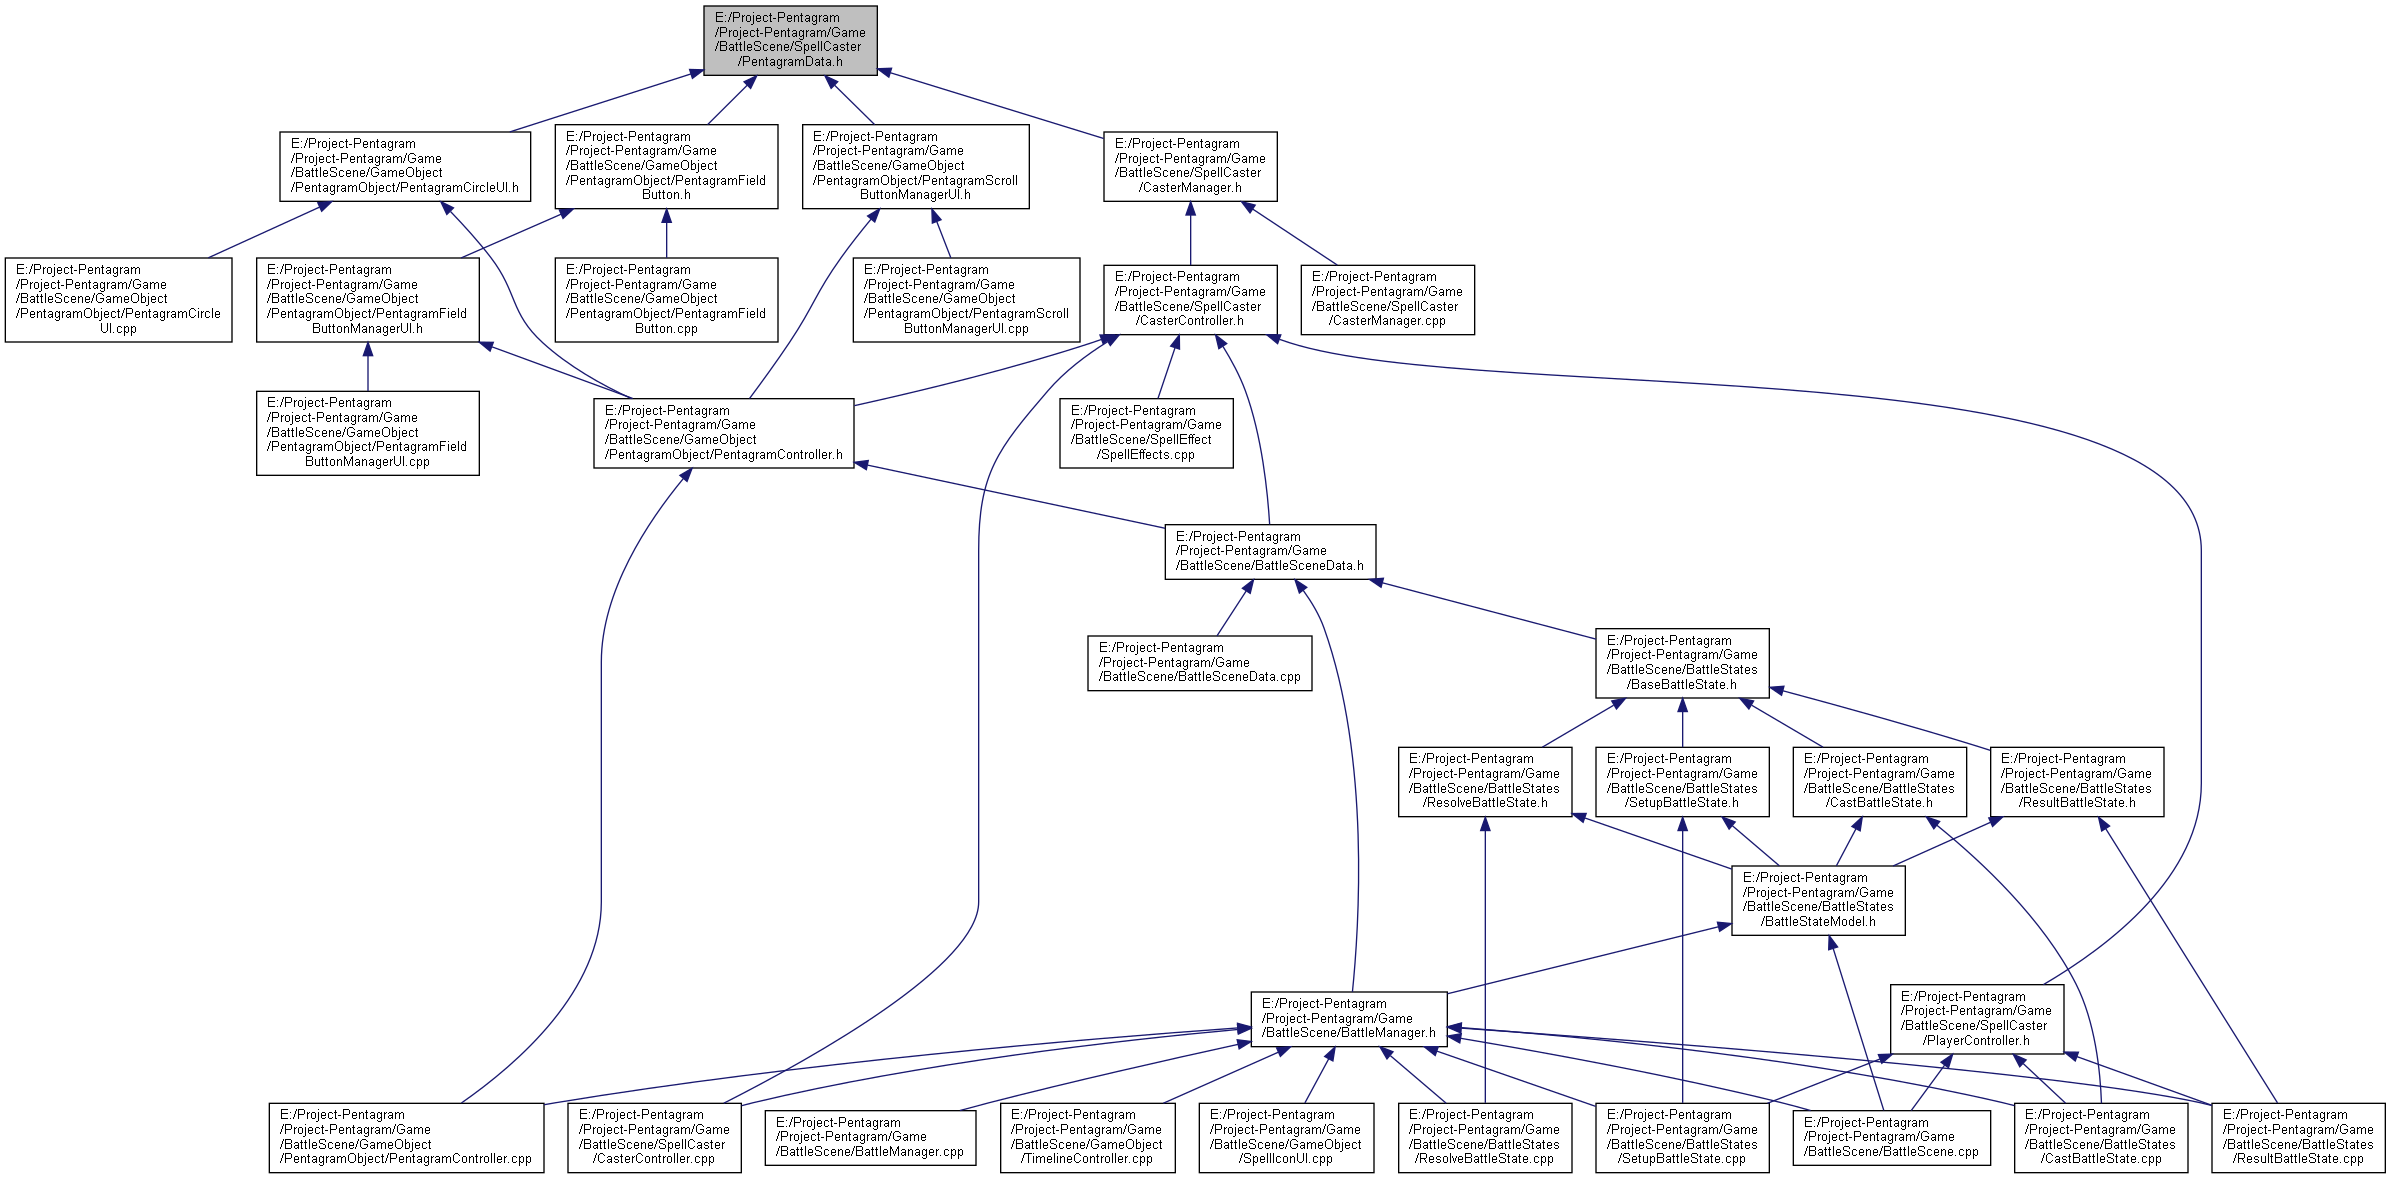 E:/Project-Pentagram
/Project-Pentagram/Game
/BattleScene/SpellCaster
/PentagramData.h
E:/Project-Pentagram
/Project-Pentagram/Game
/BattleScene/GameObject
/PentagramObject/PentagramCircleUI.h
E:/Project-Pentagram
/Project-Pentagram/Game
/BattleScene/GameObject
/PentagramObject/PentagramField
Button.h
E:/Project-Pentagram
/Project-Pentagram/Game
/BattleScene/GameObject
/PentagramObject/PentagramScroll
ButtonManagerUI.h
E:/Project-Pentagram
/Project-Pentagram/Game
/BattleScene/SpellCaster
/CasterManager.h
E:/Project-Pentagram
/Project-Pentagram/Game
/BattleScene/GameObject
/PentagramObject/PentagramCircle
UI.cpp
E:/Project-Pentagram
/Project-Pentagram/Game
/BattleScene/GameObject
/PentagramObject/PentagramField
ButtonManagerUI.h
E:/Project-Pentagram
/Project-Pentagram/Game
/BattleScene/GameObject
/PentagramObject/PentagramField
Button.cpp
E:/Project-Pentagram
/Project-Pentagram/Game
/BattleScene/GameObject
/PentagramObject/PentagramScroll
ButtonManagerUI.cpp
E:/Project-Pentagram
/Project-Pentagram/Game
/BattleScene/SpellCaster
/CasterController.h
E:/Project-Pentagram
/Project-Pentagram/Game
/BattleScene/SpellCaster
/CasterManager.cpp
E:/Project-Pentagram
/Project-Pentagram/Game
/BattleScene/GameObject
/PentagramObject/PentagramField
ButtonManagerUI.cpp
E:/Project-Pentagram
/Project-Pentagram/Game
/BattleScene/GameObject
/PentagramObject/PentagramController.h
E:/Project-Pentagram
/Project-Pentagram/Game
/BattleScene/SpellEffect
/SpellEffects.cpp
E:/Project-Pentagram
/Project-Pentagram/Game
/BattleScene/BattleSceneData.h
E:/Project-Pentagram
/Project-Pentagram/Game
/BattleScene/BattleSceneData.cpp
E:/Project-Pentagram
/Project-Pentagram/Game
/BattleScene/BattleStates
/BaseBattleState.h
E:/Project-Pentagram
/Project-Pentagram/Game
/BattleScene/BattleStates
/ResolveBattleState.h
E:/Project-Pentagram
/Project-Pentagram/Game
/BattleScene/BattleStates
/SetupBattleState.h
E:/Project-Pentagram
/Project-Pentagram/Game
/BattleScene/BattleStates
/CastBattleState.h
E:/Project-Pentagram
/Project-Pentagram/Game
/BattleScene/BattleStates
/ResultBattleState.h
E:/Project-Pentagram
/Project-Pentagram/Game
/BattleScene/BattleStates
/BattleStateModel.h
E:/Project-Pentagram
/Project-Pentagram/Game
/BattleScene/BattleManager.h
E:/Project-Pentagram
/Project-Pentagram/Game
/BattleScene/SpellCaster
/PlayerController.h
E:/Project-Pentagram
/Project-Pentagram/Game
/BattleScene/GameObject
/PentagramObject/PentagramController.cpp
E:/Project-Pentagram
/Project-Pentagram/Game
/BattleScene/SpellCaster
/CasterController.cpp
E:/Project-Pentagram
/Project-Pentagram/Game
/BattleScene/BattleManager.cpp
E:/Project-Pentagram
/Project-Pentagram/Game
/BattleScene/GameObject
/TimelineController.cpp
E:/Project-Pentagram
/Project-Pentagram/Game
/BattleScene/GameObject
/SpellIconUI.cpp
E:/Project-Pentagram
/Project-Pentagram/Game
/BattleScene/BattleStates
/ResolveBattleState.cpp
E:/Project-Pentagram
/Project-Pentagram/Game
/BattleScene/BattleStates
/SetupBattleState.cpp
E:/Project-Pentagram
/Project-Pentagram/Game
/BattleScene/BattleScene.cpp
E:/Project-Pentagram
/Project-Pentagram/Game
/BattleScene/BattleStates
/CastBattleState.cpp
E:/Project-Pentagram
/Project-Pentagram/Game
/BattleScene/BattleStates
/ResultBattleState.cpp